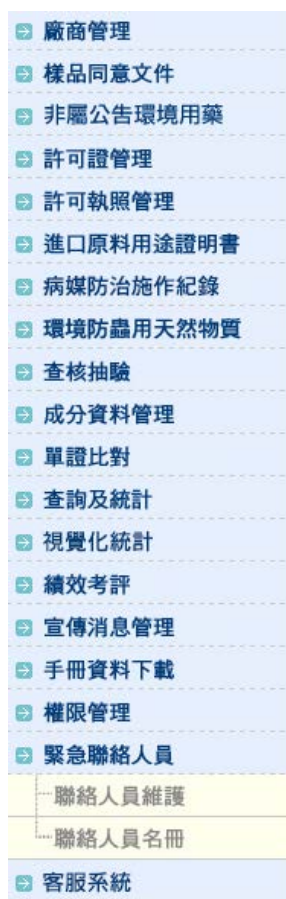 廠商管理
樣品同意文件
非屬公告環境用藥
許可證管理
許可執照管理
進口原料用途證明書
病媒防治施作紀錄
環境防蟲用天然物質
查核抽驗
成分資料管理
單證比對
查詢及統計
視覺化統計
績效考評
宣傳消息管理
手冊資料下載
權限管理
緊急聯絡人員
聯絡人員維護
聯絡人員名冊
客服系統